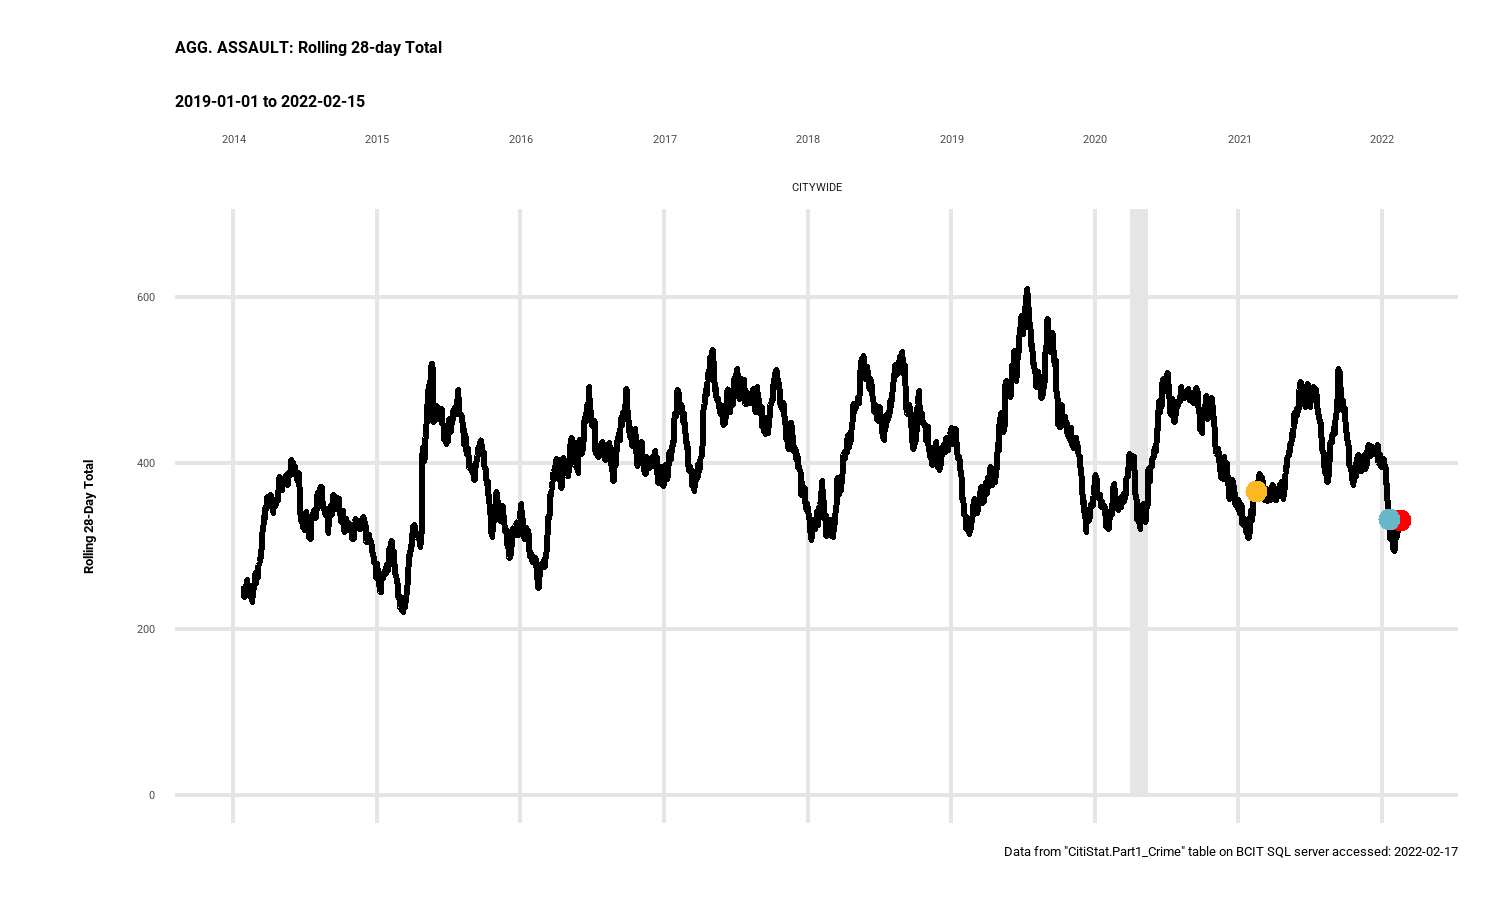 AGG. ASSAULT: Rolling 28-day Total
2019-01-01 to 2022-02-15
2014 2015 2016 2017 2018 2019 2020 2021 2022
CITYWIDE
600
400
200
0
Rolling 28-Day Total
Data from "CitiStat.Part1_Crime" table on BCIT SQL server accessed: 2022-02-17